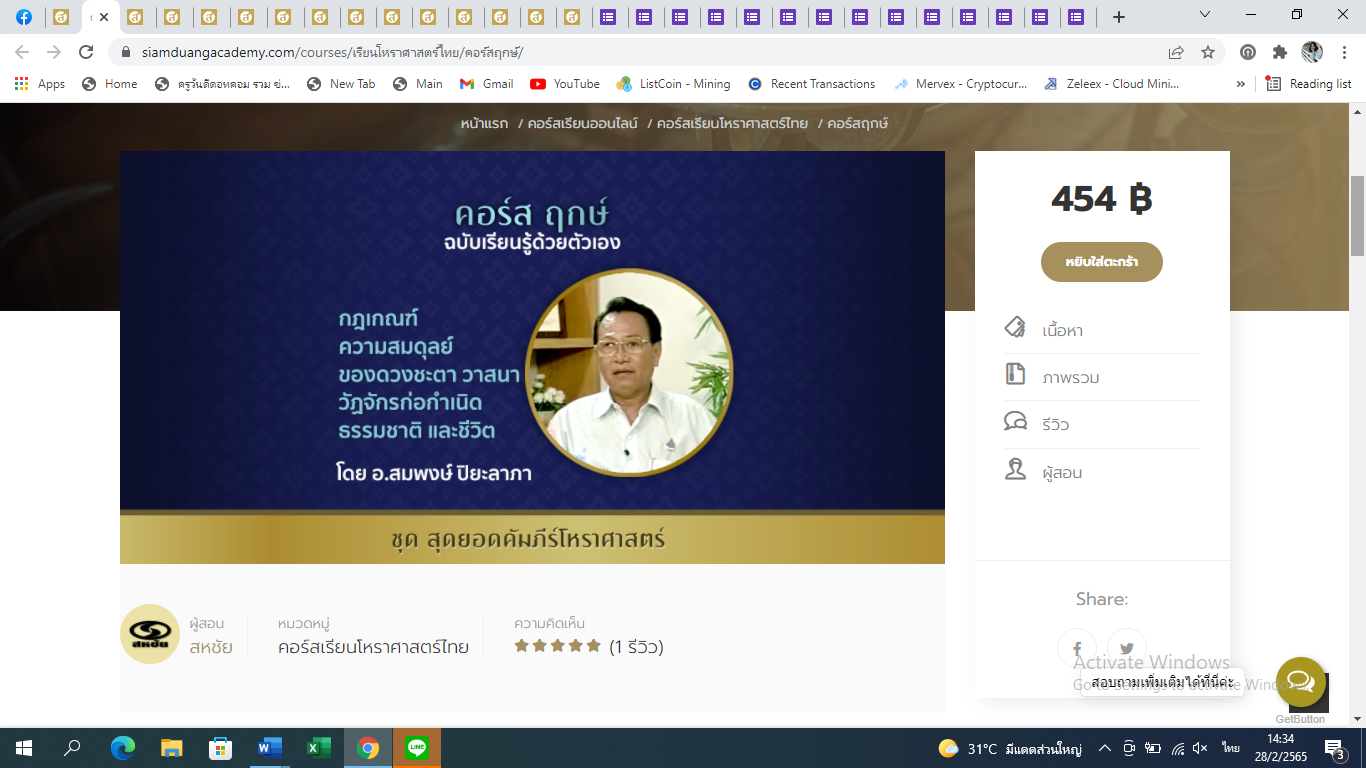 siamduangacademy.com/courses/เรียนโหราศาสตร์ไทย/คอร์สฤกษ์/
Apps
Home
ครูวันดีดอทคอม รวม ข่...
New Tab
Main
Gmail
YouTube
ListCoin - Mining
Recent Transactions
Mervex - Cryptocur...
Zeleex - Cloud Mini...
»
Reading list
หน้าแรก / คอร์สเรียนออนไลน์ / คอร์สเรียนโหราศาสตร์ไทย / คอร์สฤกษ์
คอร์ส ฤกษ์
ฉบับเรียนรู้ด้วยตัวเอง
กฎเกณฑ์
ความสมดุลย์
ของดวงชะตา วาสนา
วัฏจักรก่อกำเนิด
ธรรมชาติ และชีวิต
โดย อ.สมพงษ์ ปิยะลาภา
ชุด สุดยอดคัมภีร์โหราศาสตร์
454 ฿
หยิบใส่ตะกร้า
เนื้อหา
ภาพรวม
รีวิว
ผู้สอน
Share:
สหชัย
ผู้สอน
สหชัย
หมวดหมู่
คอร์สเรียนโหราศาสตร์ไทย
ความคิดเห็น
(1 รีวิว)
Activate Windows
Go to Settings to activate Windows.
สอบถามเพิ่มเติมได้ที่นี่ค่ะ
GetButton
LINE
31°C มีแดดส่วนใหญ่
ไทย
14:34
28/2/2565
3